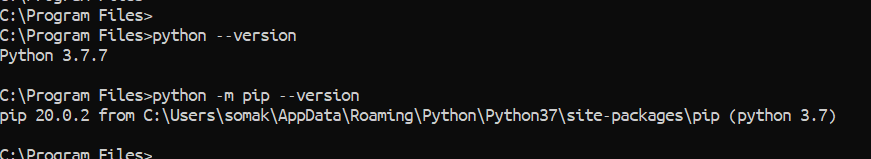 C:\Program Files>
C:\Program Files>python --version
Python 3.7.7
C:\Program Files>python -m pip --version
pip 20.0.2 from C:\Users\somak\AppData\Roaming\Python\Python37\site-packages\pip (python 3.7)
C:\Program Files>